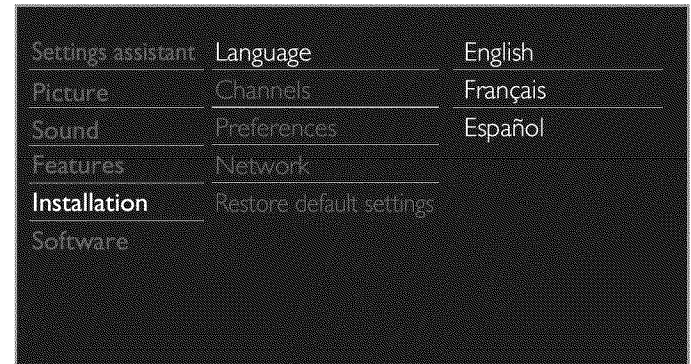 Settings assistant Language English
Picture Channels Français
Sound Preferences Español
Features Network
Installation Restore default settings
Software